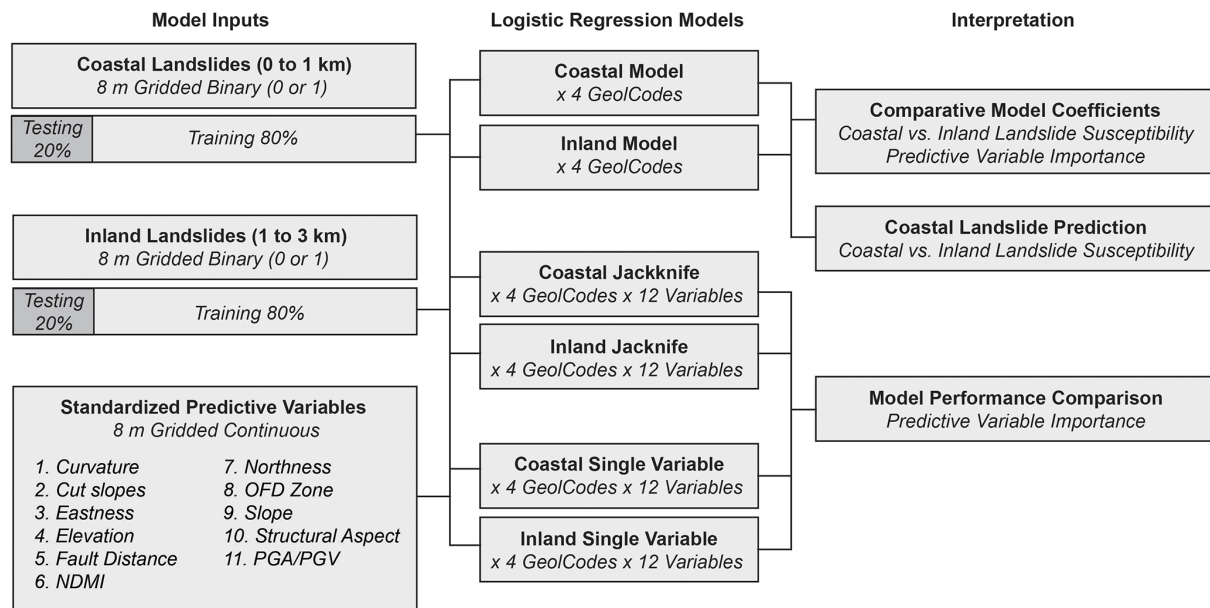 Model Inputs
Coastal Landslides (0 to 1 km)
8 m Gridded Binary (0 or 1)
Testing
20%
Training 80%
Inland Landslides (1 to 3 km)
8 m Gridded Binary (0 or 1)
Testing
20%
Training 80%
Standardized Predictive Variables
8 m Gridded Continuous
1. Curvature
2. Cut slopes
3. Eastness
4. Elevation
5. Fault Distance
6. NDMI
7. Northness
8. OFD Zone
9. Slope
10. Structural Aspect
11. PGA/PGV
Logistic Regression Models
Coastal Model
x 4 GeolCodes
Inland Model
x 4 GeolCodes
Coastal Jackknife
x 4 GeolCodes x 12 Variables
Inland Jacknife
x 4 GeolCodes x 12 Variables
Coastal Single Variable
x 4 GeolCodes x 12 Variables
Inland Single Variable
x 4 GeolCodes x 12 Variables
Interpretation
Comparative Model Coefficients
Coastal vs. Inland Landslide Susceptibility
Predictive Variable Importance
Coastal Landslide Prediction
Coastal vs. Inland Landslide Susceptibility
Model Performance Comparison
Predictive Variable Importance